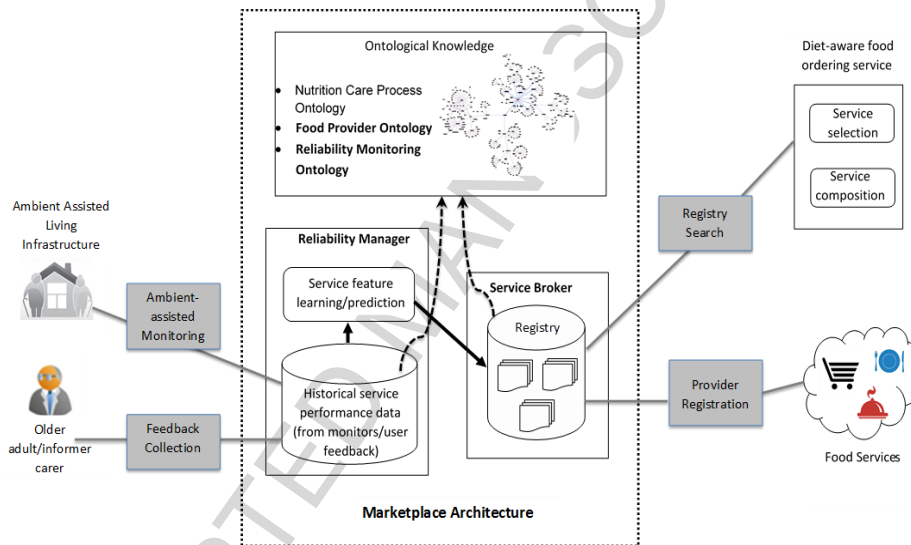 Ontological Knowledge
• Nutrition Care Process
Ontology
• Food Provider Ontology
• Reliability Monitoring
Ontology
Diet-aware food
ordering service
Service
selection
Service
composition
Ambient Assisted
Living
Infrastructure
Registry
Search
Reliability Manager
Service feature
learning/prediction
Service Broker
Registry
Ambient-
assisted
Monitoring
Historical service
performance data
(from monitors/user
feedback)
Provider
Registration
Older
adult/informer
carer
Feedback
Collection
Food Services
Marketplace Architecture